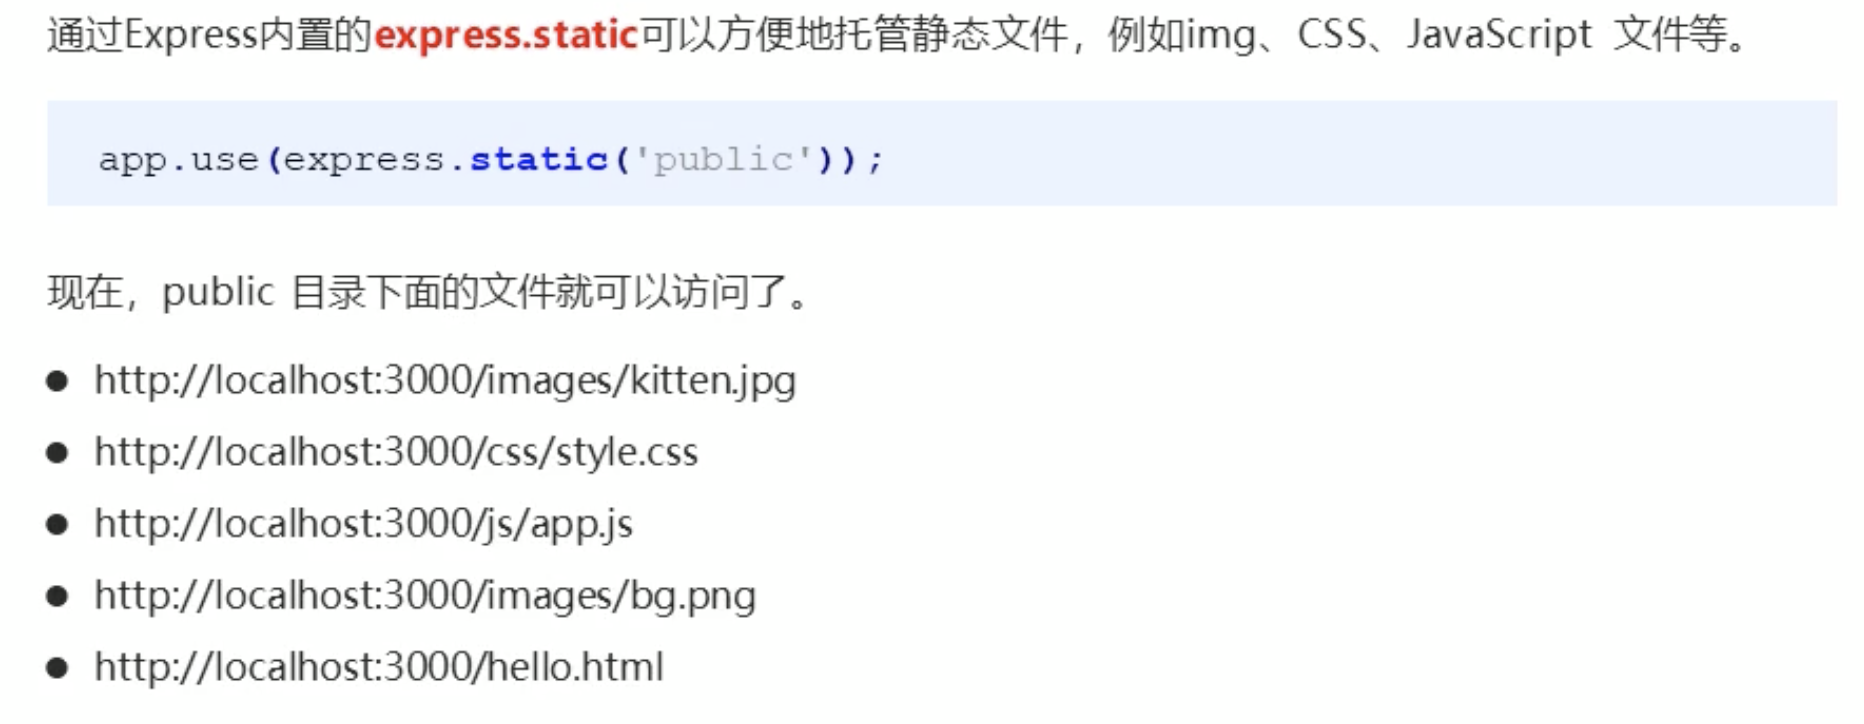 通过Express内置的express.static可以方便地托管静态文件，例如img、CSS、JavaScript 文件等。
app.use(express.static('public'));
现在，public 目录下面的文件就可以访问了。
● http://localhost:3000/images/kitten.jpg
● http://localhost:3000/css/style.css
● http://localhost:3000/js/app.js
● http://localhost:3000/images/bg.png
● http://localhost:3000/hello.html